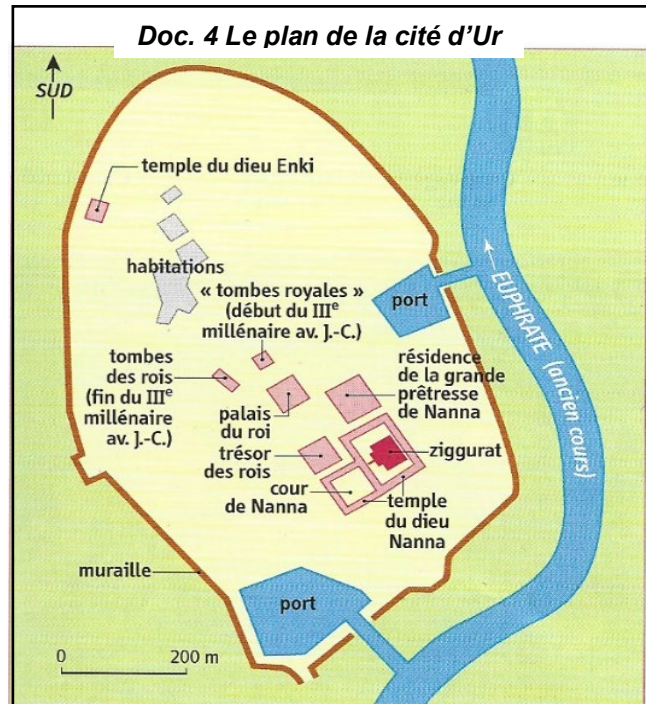 Doc. 4 Le plan de la cité d'Ur
SUD
temple du dieu Enki
habitations
« tombes royales »
(début du IIIe
millénaire av. J.-C.)
port
EUPHRATE (ancien cours)
tombes
des rois
(fin du IIIe
millénaire
av. J.-C.)
palais
du roi
résidence
de la grande
prêtresse
de Nanna
trésor
des rois
ziggurat
cour
de Nanna
temple
du dieu
Nanna
muraille
port
0 200 m